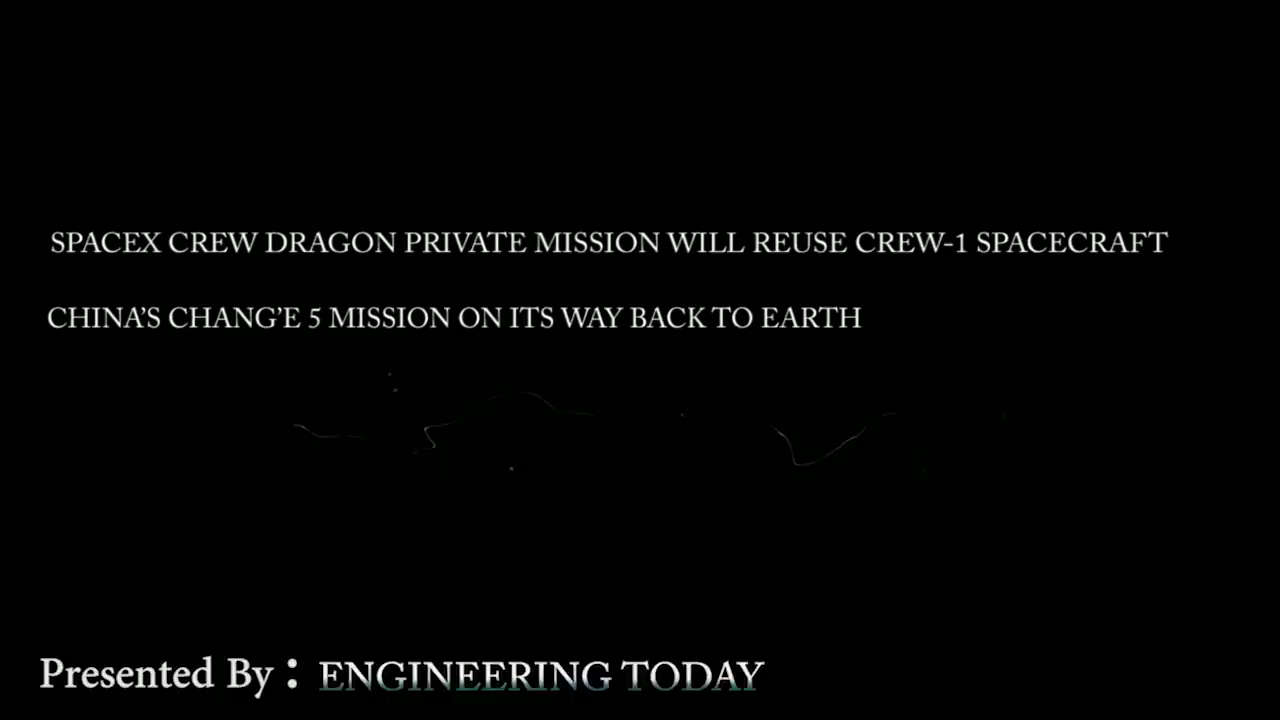 SPACEX CREW DRAGON PRIVATE MISSION WILL REUSE CREW-1 SPACECRAFT
CHINA'S CHANG'E 5 MISSION ON ITS WAY BACK TO EARTH
Presented By : ENGINEERING TODAY